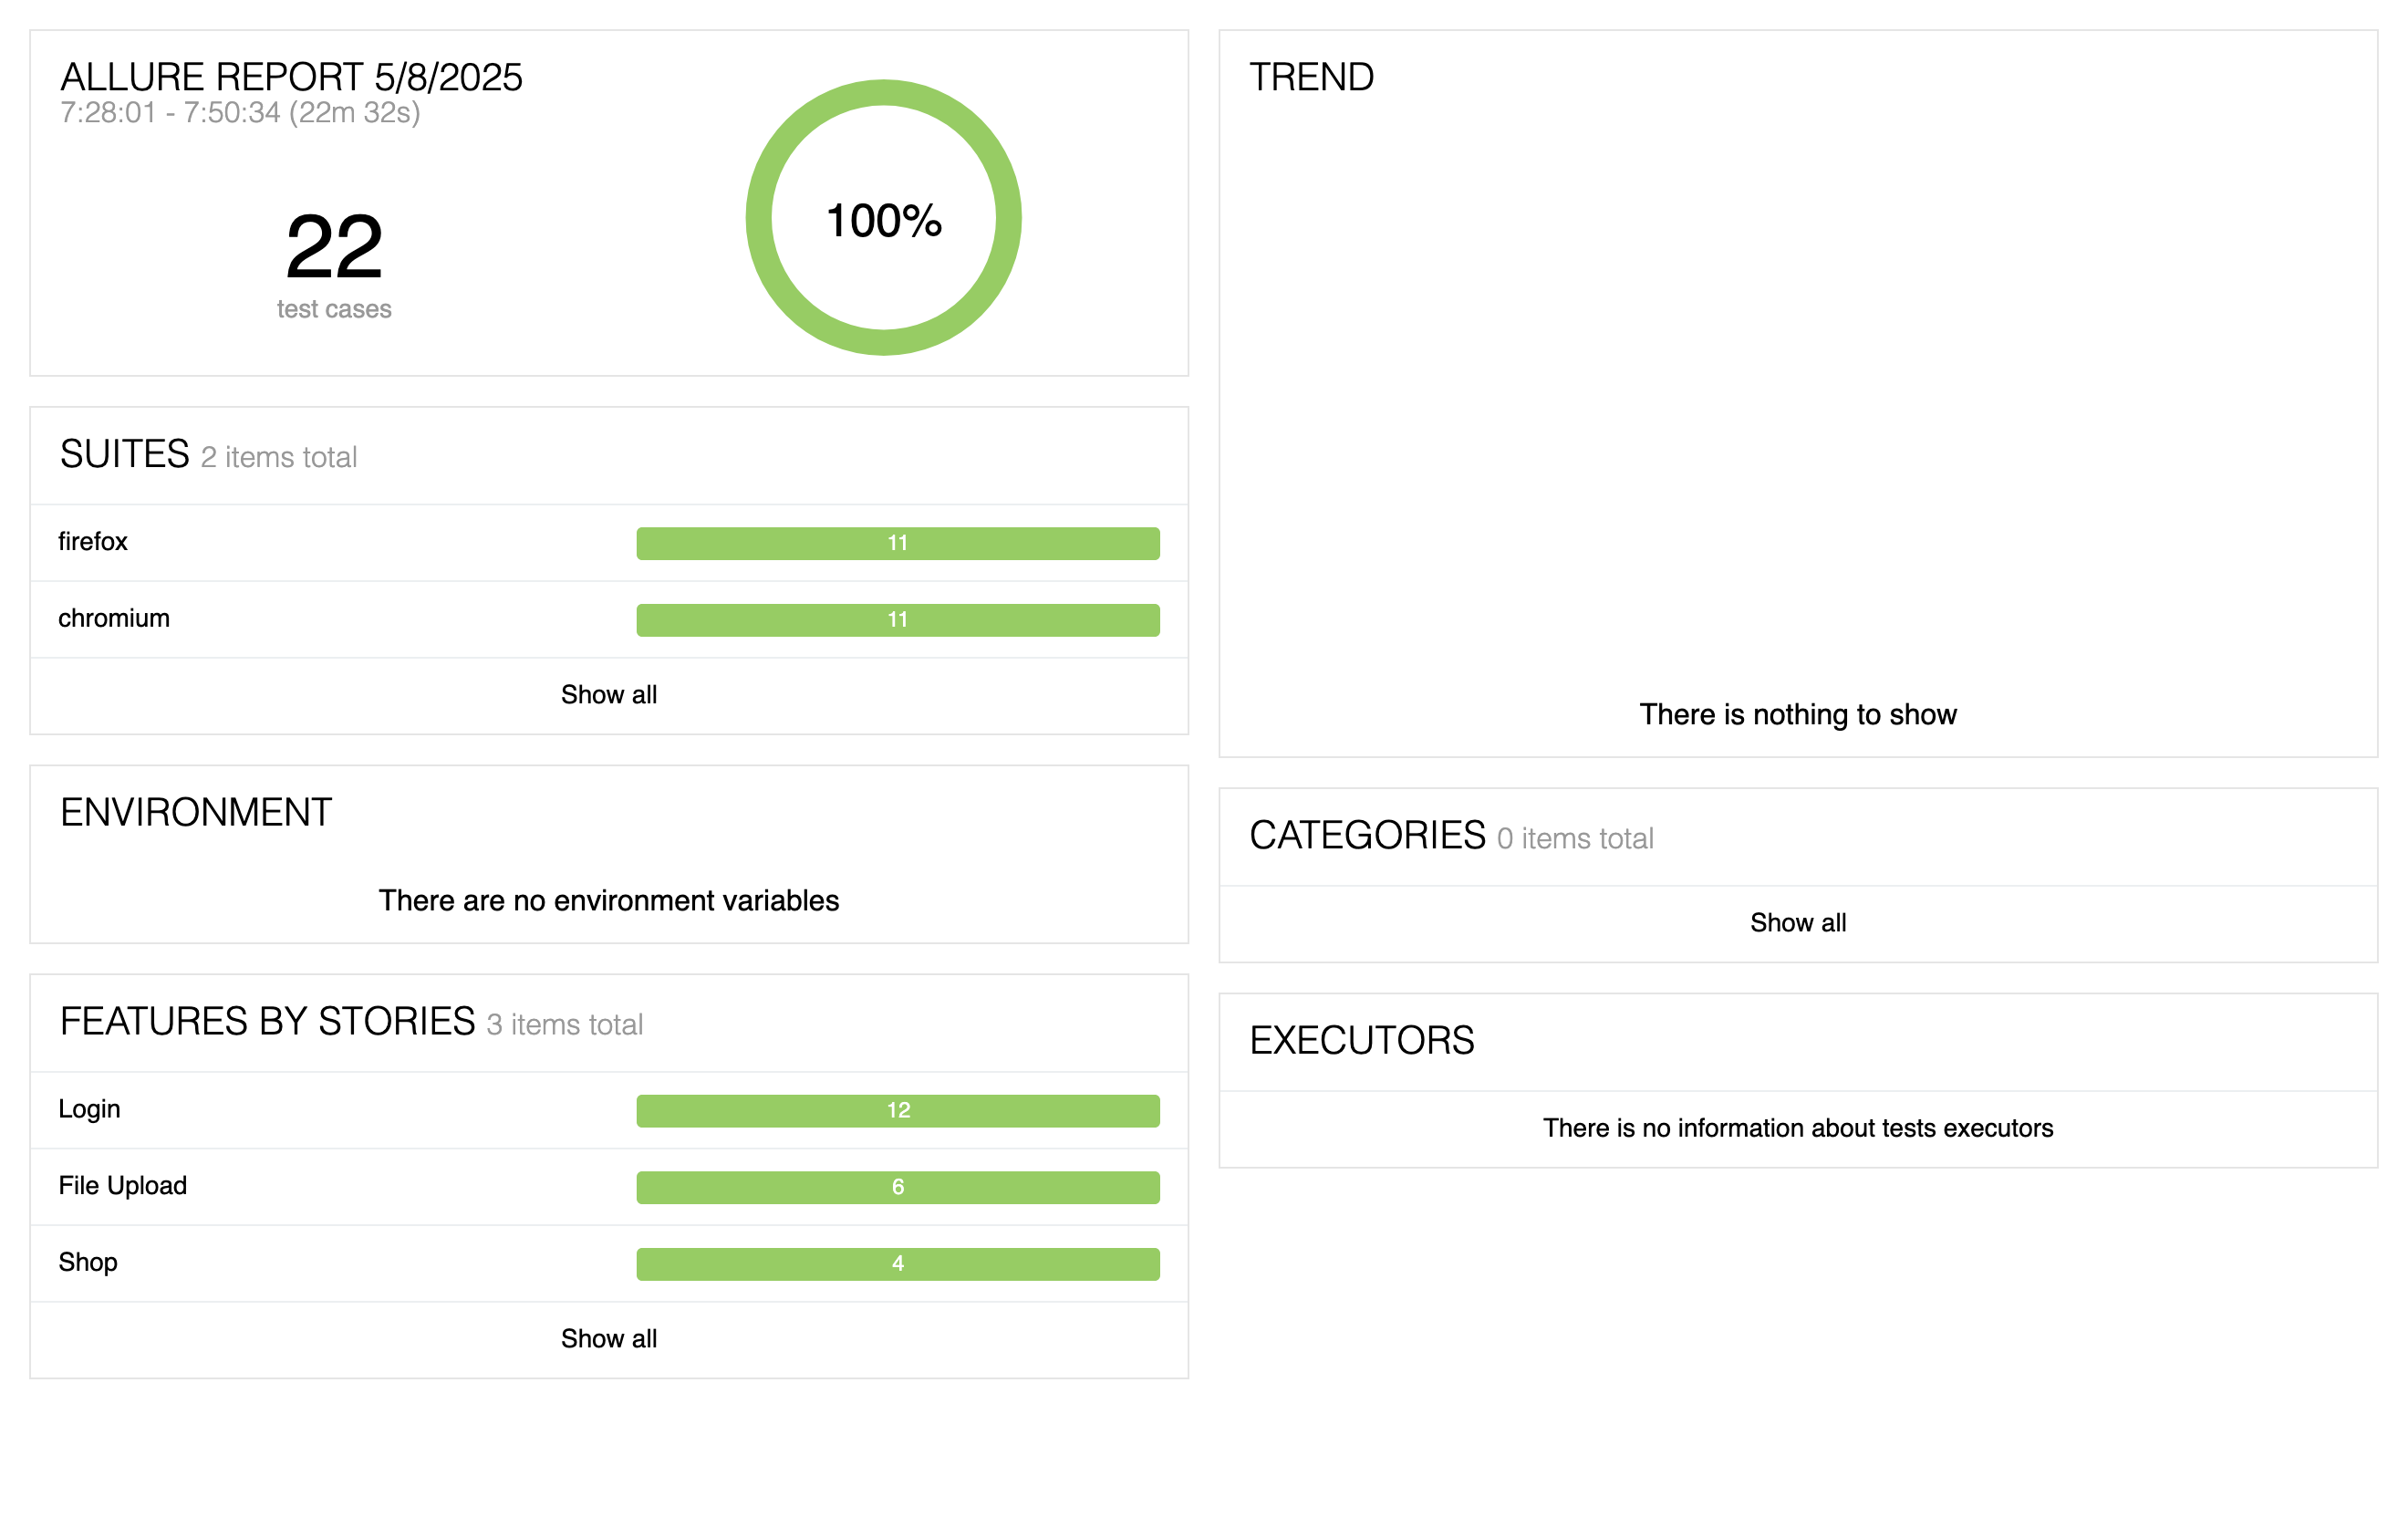 ALLURE REPORT 5/8/2025
7:28:01 - 7:50:34 (22m 32s)
22
test cases
100%
SUITES 2 items total
firefox 11
chromium 11
Show all
ENVIRONMENT
There are no environment variables
FEATURES BY STORIES 3 items total
Login 12
File Upload 6
Shop 4
Show all
TREND
There is nothing to show
CATEGORIES 0 items total
Show all
EXECUTORS
There is no information about tests executors